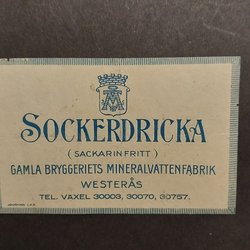 SOCKERDRICKA
(SACKARINFRITT)
GAMLA BRYGGERIETS MINERALVATTENFABRIK
WESTERÅS
TEL. VÄXEL 30003, 30070, 30757.